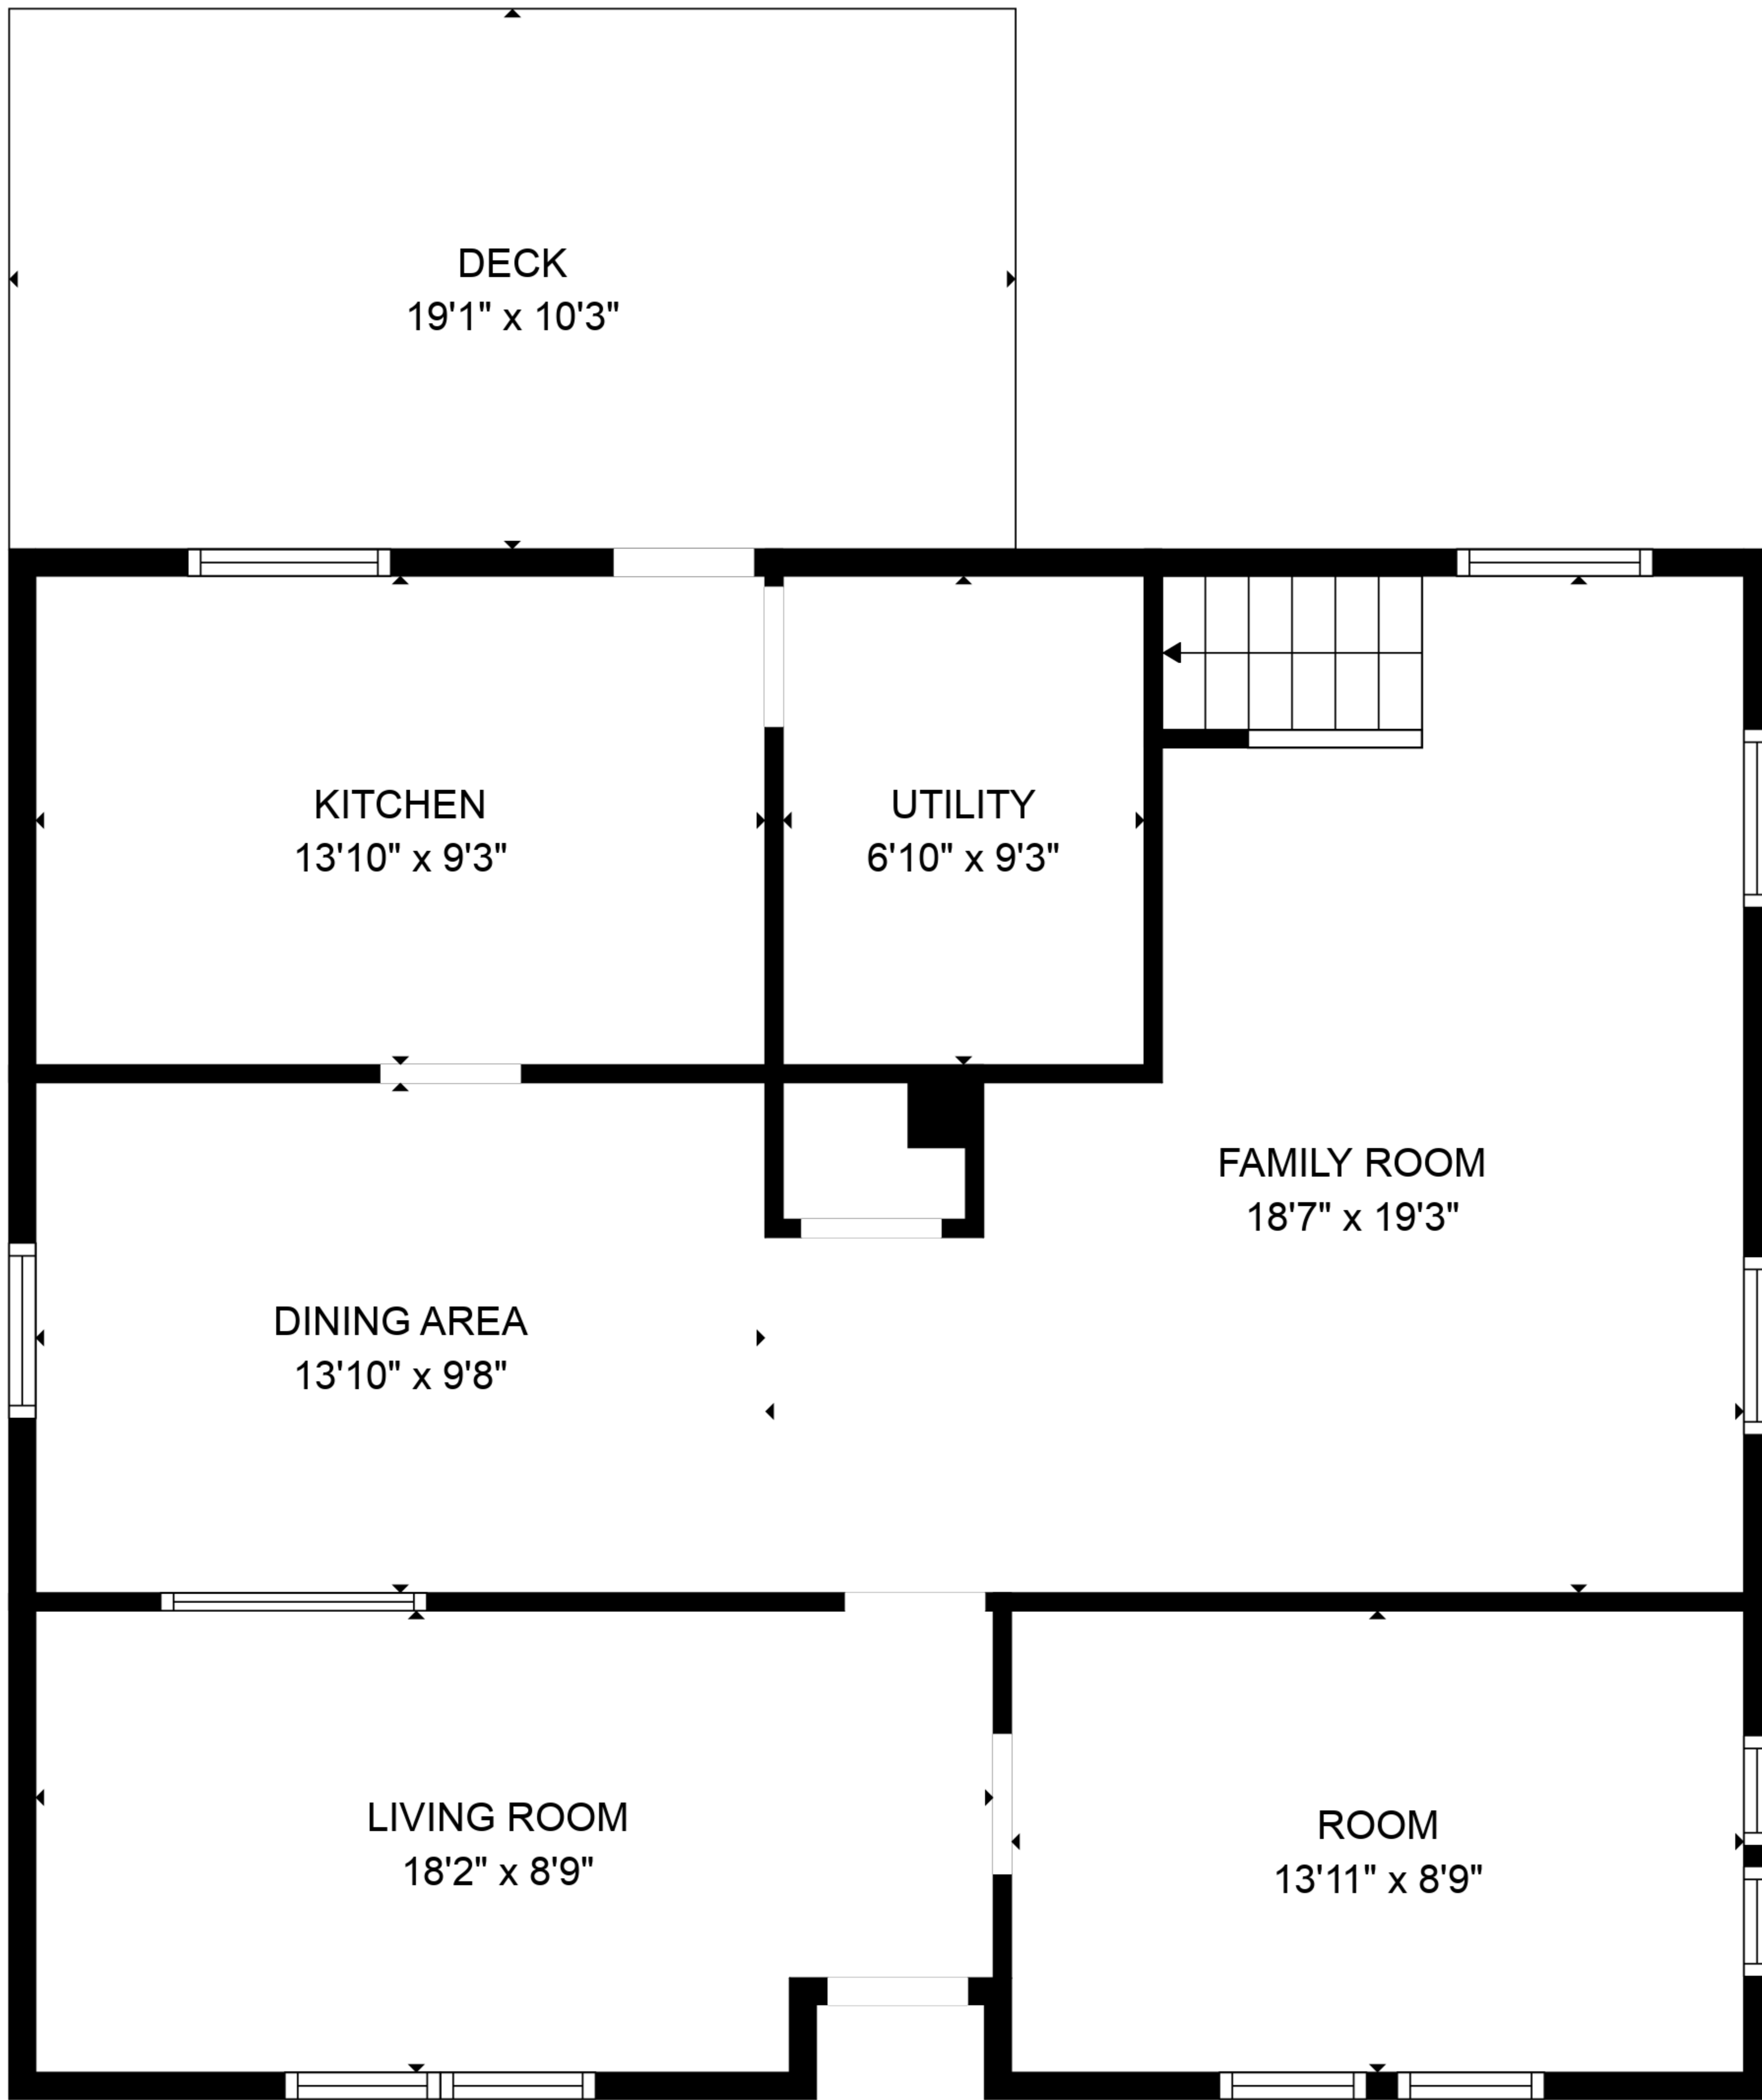 DECK
19'1" x 10'3"
KITCHEN
13'10" x 9'3"
UTILITY
6'10" x 9'3"
FAMILY ROOM
18'7" x 19'3"
DINING AREA
13'10" x 9'8"
LIVING ROOM
18'2" x 8'9"
ROOM
13'11" x 8'9"